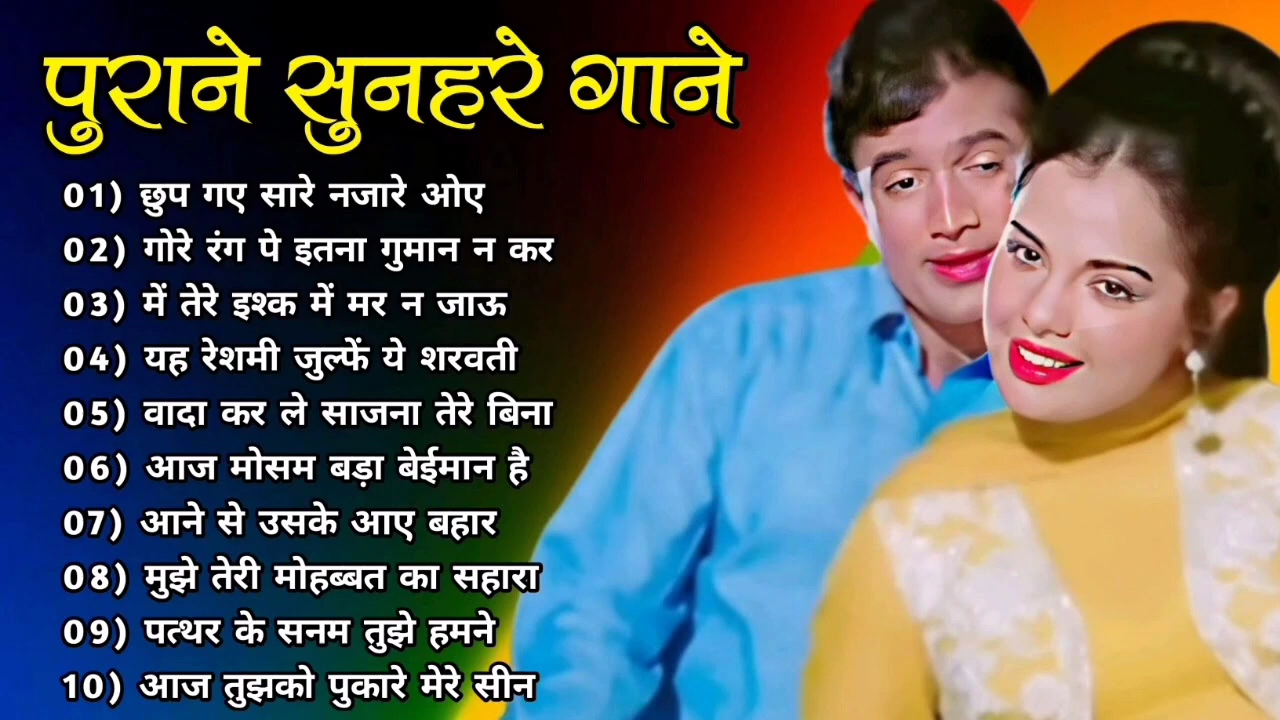 पुराने सुनहरे गाने
01) छुप गए सारे नजारे ओए
02) गोरे रंग पे इतना गुमान न कर
03) में तेरे इश्क में मर न जाऊ
04) यह रेशमी जुल्फें ये शरवती
05) वादा कर ले साजना तेरे बिना
06) आज मोसम बड़ा बेईमान है
07) आने से उसके आए बहार
08) मुझे तेरी मोहब्बत का सहारा
09) पत्थर के सनम तुझे हमने
10) आज तुझको पुकारे मेरे सीन